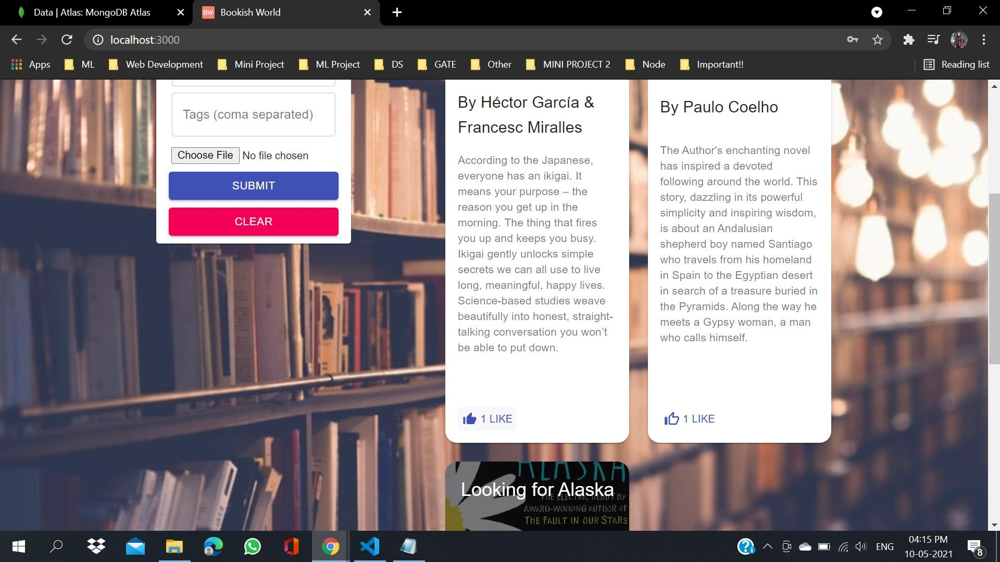 Data | Atlas: MongoDB Atlas
BW Bookish World
localhost:3000
Apps ML Web Development Mini Project ML Project DS GATE Other MINI PROJECT 2 Node Important!! Reading list
Tags (coma separated)
Choose File No file chosen
SUBMIT
CLEAR
By Héctor García &
Francesc Miralles
According to the Japanese,
everyone has an ikigai. It
means your purpose – the
reason you get up in the
morning. The thing that fires
you up and keeps you busy.
Ikigai gently unlocks simple
secrets we can all use to live
long, meaningful, happy lives.
Science-based studies weave
beautifully into honest, straight-
talking conversation you won’t
be able to put down.
1 LIKE
By Paulo Coelho
The Author's enchanting novel
has inspired a devoted
following around the world. This
story, dazzling in its powerful
simplicity and inspiring wisdom,
is about an Andalusian
shepherd boy named Santiago
who travels from his homeland
in Spain to the Egyptian desert
in search of a treasure buried in
the Pyramids. Along the way he
meets a Gypsy woman, a man
who calls himself.
1 LIKE
ALASKA
Looking for Alaska
THE ELECTRIC DEBUT BY
AWARD-WINNING AUTHOR OF
THE FAULT IN OUR STARS
ENG
04:15 PM
10-05-2021
8